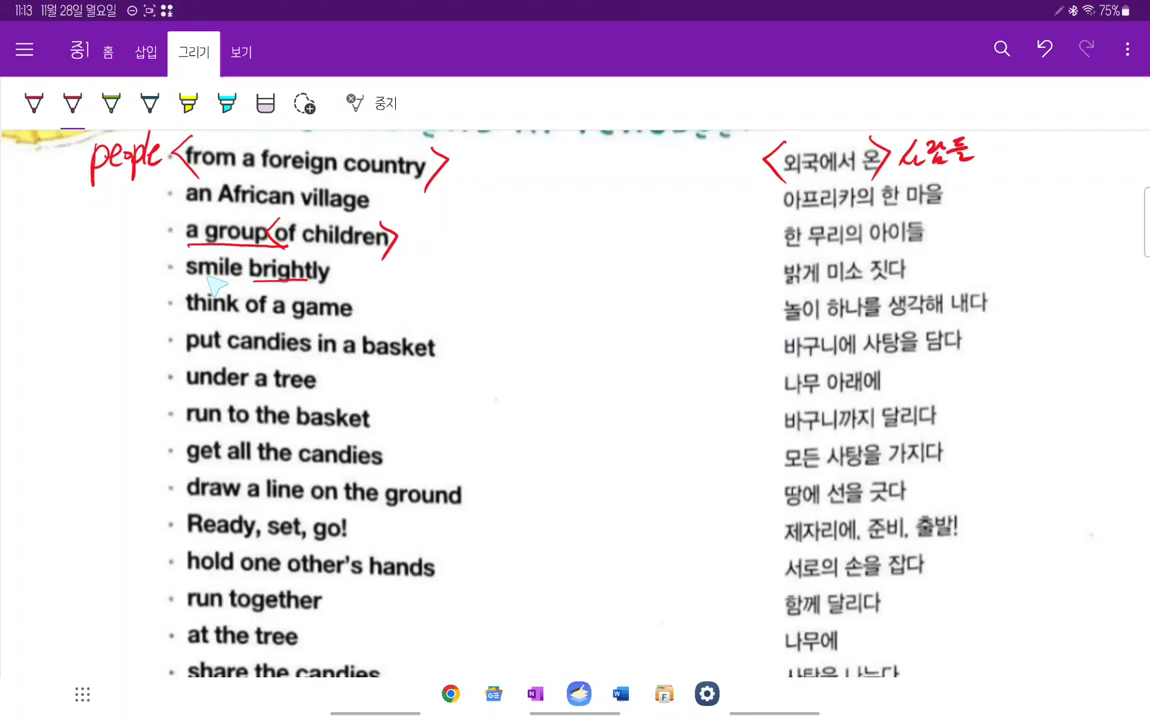 11:13 11월 28일 월요일 75%
중1 홈 삽입 그리기 보기
중지
people < from a foreign country > < 외국에서 온 > 사람들
an African village 아프리카의 한 마을
a group < of children > 한 무리의 아이들
smile brightly 밝게 미소 짓다
think of a game 놀이 하나를 생각해 내다
put candies in a basket 바구니에 사탕을 담다
under a tree 나무 아래에
run to the basket 바구니까지 달리다
get all the candies 모든 사탕을 가지다
draw a line on the ground 땅에 선을 긋다
Ready, set, go! 제자리에, 준비, 출발!
hold one other's hands 서로의 손을 잡다
run together 함께 달리다
at the tree 나무에
share the candies 사탕을 나누다